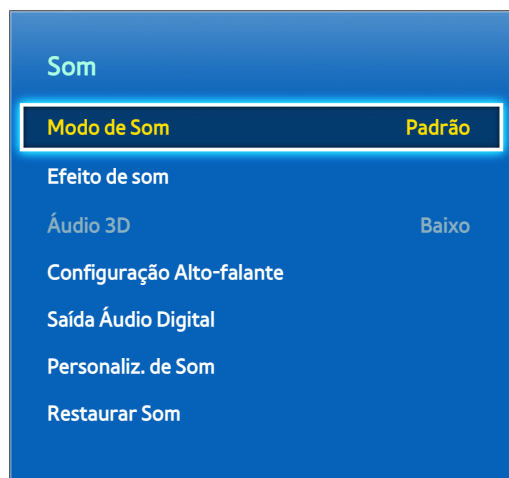 Som
Modo de Som Padrão
Efeito de som
Áudio 3D Baixo
Configuração Alto-falante
Saída Áudio Digital
Personaliz. de Som
Restaurar Som